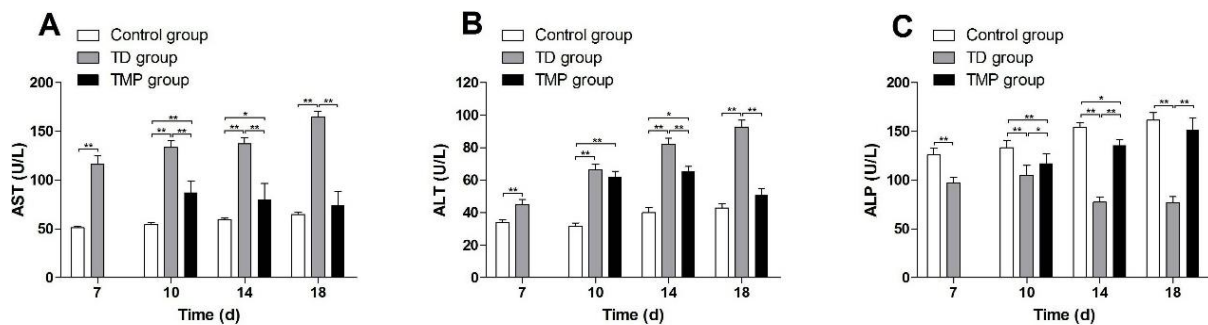 A
Control group
TD group
TMP group
AST (U/L)
200
150
100
50
0
**
**
** **
*
** **
** **
7 10 14 18
Time (d)
B
Control group
TD group
TMP group
ALT (U/L)
120
100
80
60
40
20
0
**
**
**
*
** **
** **
7 10 14 18
Time (d)
C
Control group
TD group
TMP group
ALP (U/L)
200
150
100
50
0
**
**
** *
*
** **
** **
7 10 14 18
Time (d)